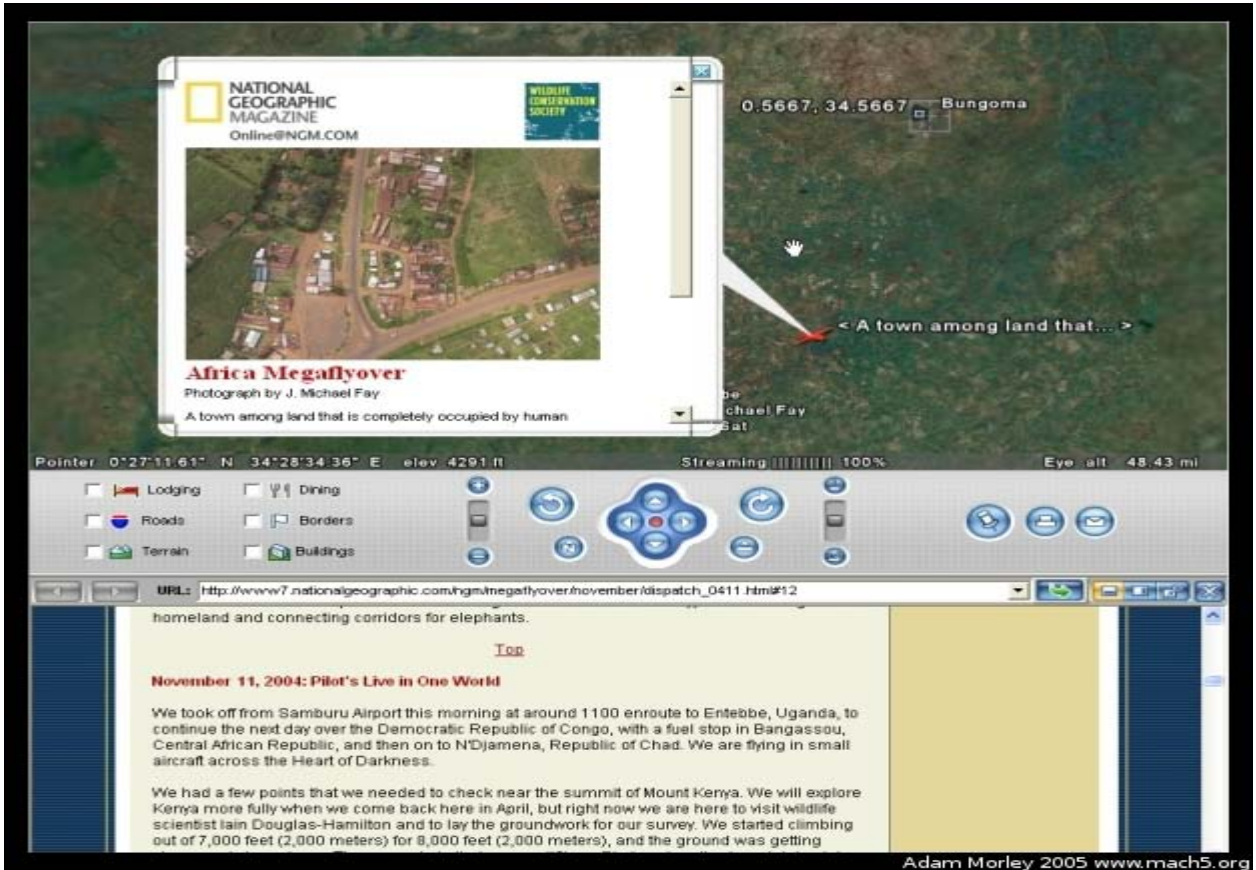 NATIONAL
GEOGRAPHIC
MAGAZINE
Online@NGM.COM
WILDLIFE
CONSERVATION
SOCIETY
Africa Megaflyover
Photograph by J. Michael Fay
A town among land that is completely occupied by human
0.5667, 34.5667
Bungoma
< A town among land that... >
be
chael Fay
Sat
Pointer 0°27'11.61" N 34°28'34.36" E elev 4291 ft
Streaming |||||||||| 100%
Eye alt 48.43 mi
Lodging
Dining
Roads
Borders
Terrain
Buildings
N
URL: http://www7.nationalgeographic.com/ngm/megaflyover/november/dispatch_0411.html#12
homeland and connecting corridors for elephants.
Top
November 11, 2004: Pilot's Live in One World
We took off from Samburu Airport this morning at around 1100 enroute to Entebbe, Uganda, to
continue the next day over the Democratic Republic of Congo, with a fuel stop in Bangassou,
Central African Republic, and then on to N'Djamena, Republic of Chad. We are flying in small
aircraft across the Heart of Darkness.
We had a few points that we needed to check near the summit of Mount Kenya. We will explore
Kenya more fully when we come back here in April, but right now we are here to visit wildlife
scientist Iain Douglas-Hamilton and to lay the groundwork for our survey. We started climbing
out of 7,000 feet (2,000 meters) for 8,000 feet (2,000 meters), and the ground was getting
Adam Morley 2005 www.mach5.org